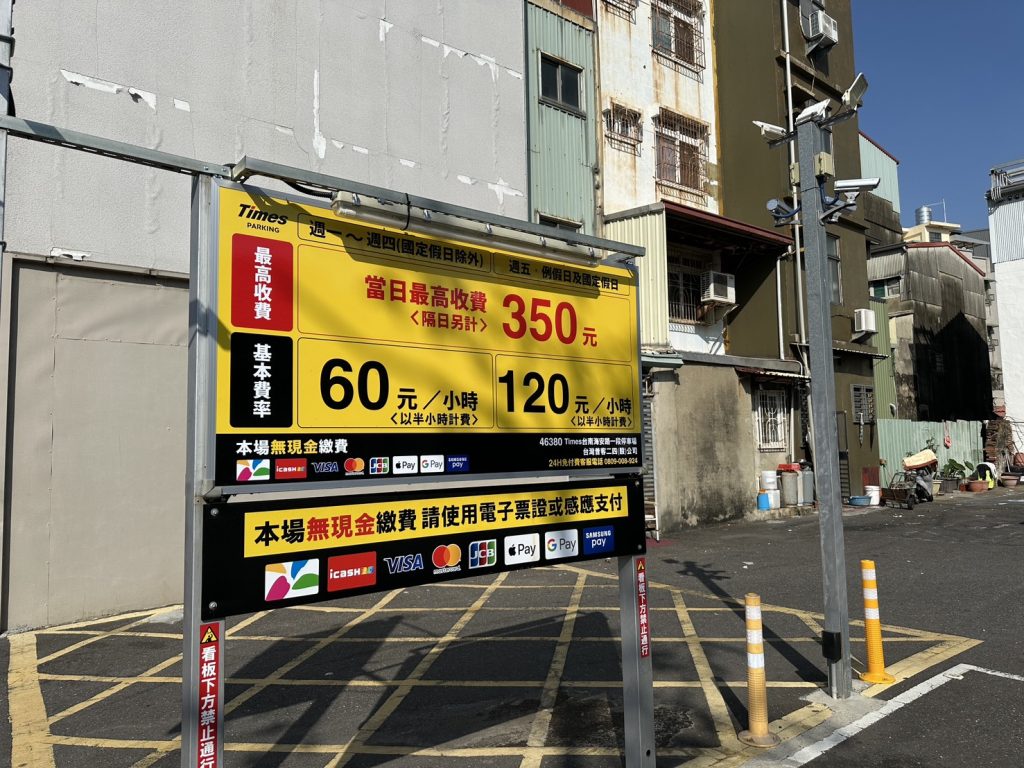 Times
PARKING
週一～週四(國定假日除外)
週五、例假日及國定假日
最高收費
當日最高收費
〈隔日另計〉
350元
基本費率
60元／小時
〈以半小時計費〉
120元／小時
〈以半小時計費〉
本場無現金繳費
icash2.0
VISA
mastercard
JCB
Apple Pay
G Pay
SAMSUNG pay
46380 Times台南海安路一段停車場
台灣普客二四(股)公司
24H免付費客服電話 0809-008-924
本場無現金繳費 請使用電子票證或感應支付
icash2.0
VISA
mastercard
JCB
Pay
G Pay
SAMSUNG pay
看板下方禁止通行
看板下方禁止通行